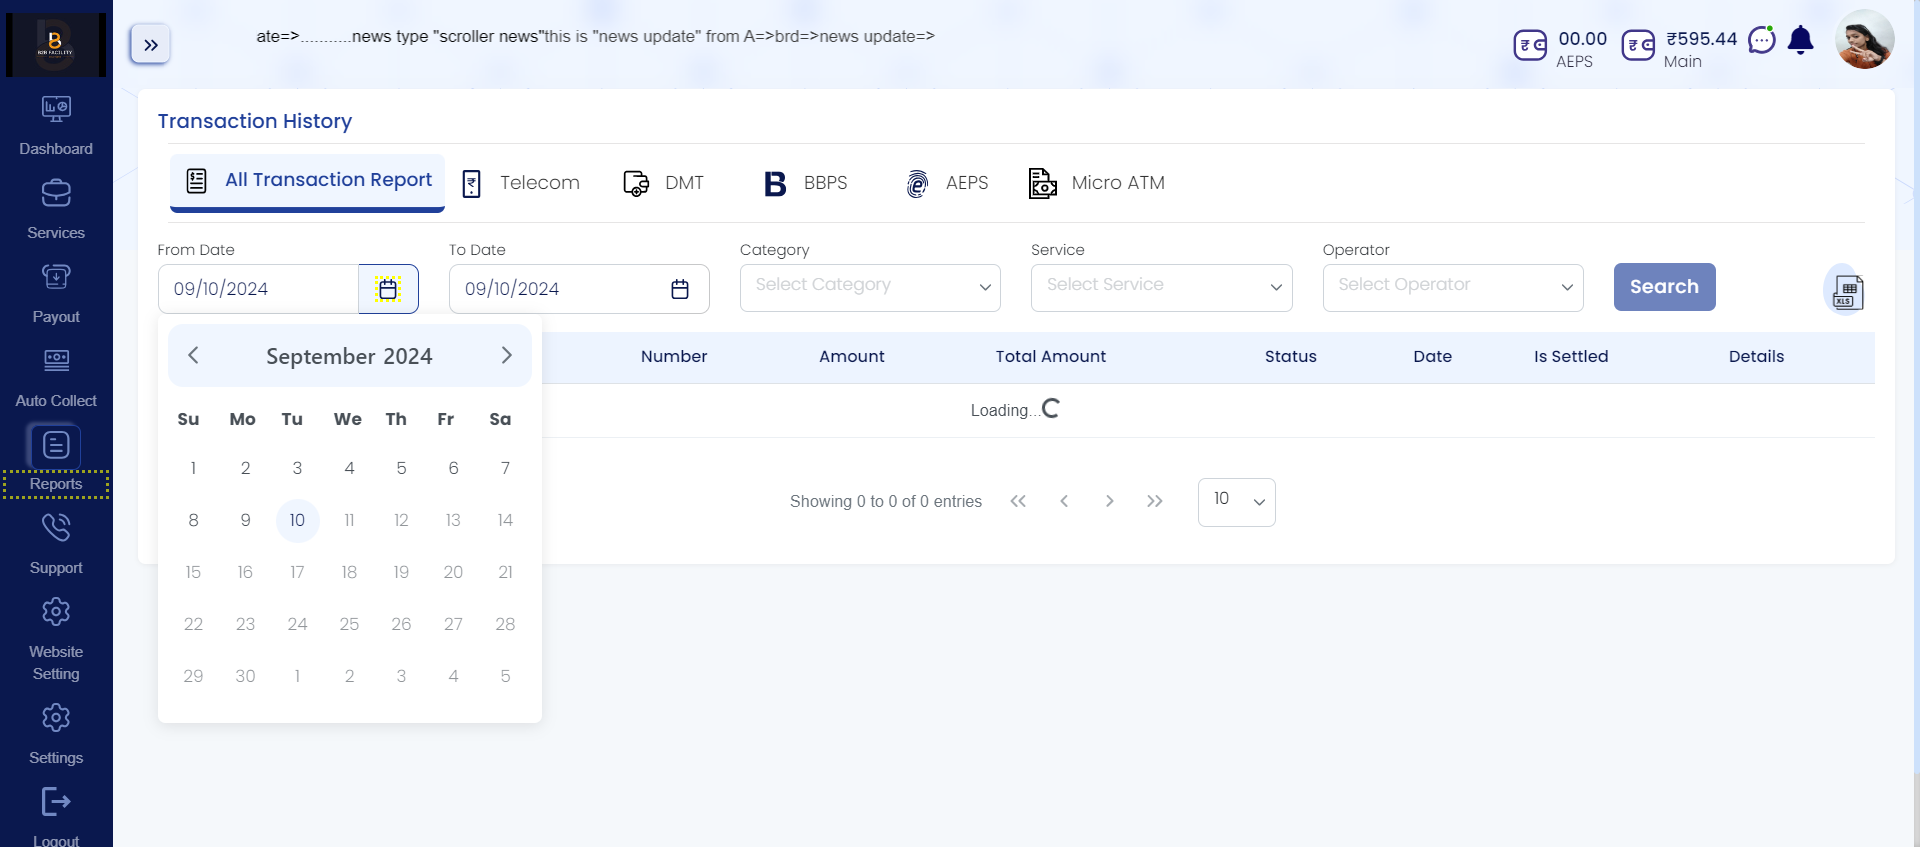 B2B FACILITY
ate=>...........news type "scroller news"this is "news update" from A=>brd=>news update=>
₹ 00.00 ₹ ₹595.44
AEPS Main
Dashboard
Services
Payout
Auto Collect
Reports
Support
Website
Setting
Settings
Logout
Transaction History
All Transaction Report Telecom DMT BBPS AEPS Micro ATM
From Date To Date Category Service Operator
09/10/2024 09/10/2024 Select Category Select Service Select Operator Search XLS
Number Amount Total Amount Status Date Is Settled Details
Loading...
Showing 0 to 0 of 0 entries << < > >> 10
September 2024
Su Mo Tu We Th Fr Sa
1 2 3 4 5 6 7
8 9 10 11 12 13 14
15 16 17 18 19 20 21
22 23 24 25 26 27 28
29 30 1 2 3 4 5